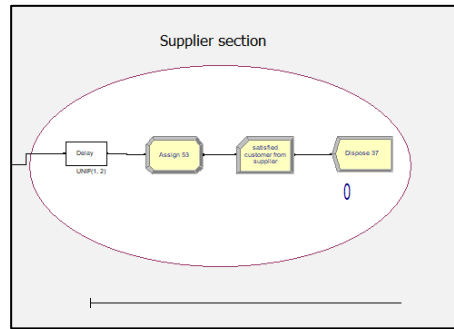 Supplier section
Delay
UNIF(1, 2)
Assign 53
satisfied
customer from
supplier
Dispose 37
0